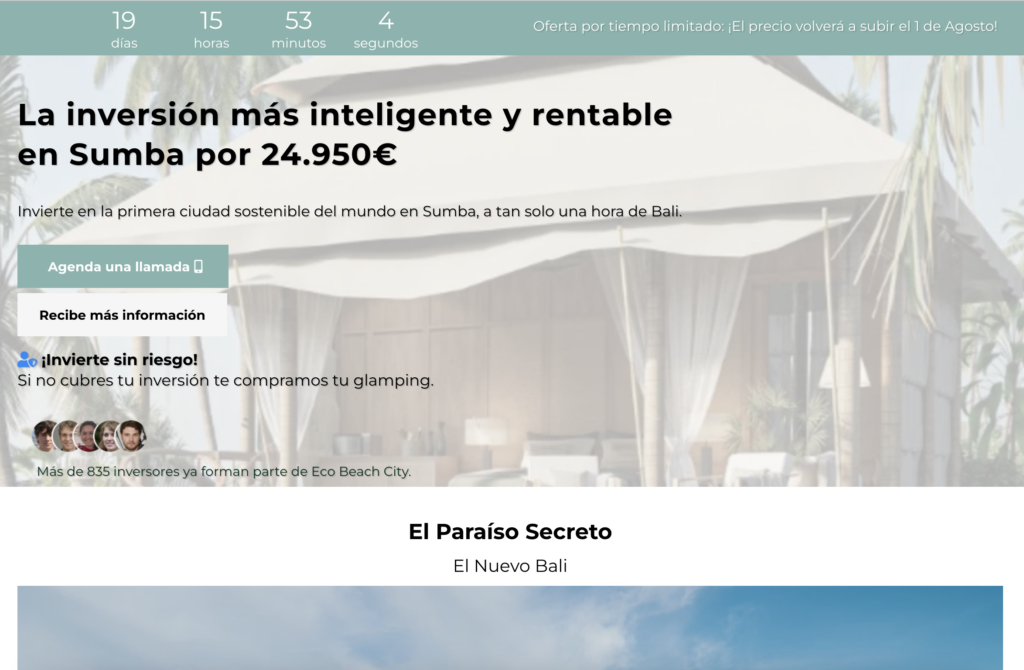 19 15 53 4
días horas minutos segundos
Oferta por tiempo limitado: ¡El precio volverá a subir el 1 de Agosto!
La inversión más inteligente y rentable
en Sumba por 24.950€
Invierte en la primera ciudad sostenible del mundo en Sumba, a tan solo una hora de Bali.
Agenda una llamada
Recibe más información
¡Invierte sin riesgo!
Si no cubres tu inversión te compramos tu glamping.
Más de 835 inversores ya forman parte de Eco Beach City.
El Paraíso Secreto
El Nuevo Bali